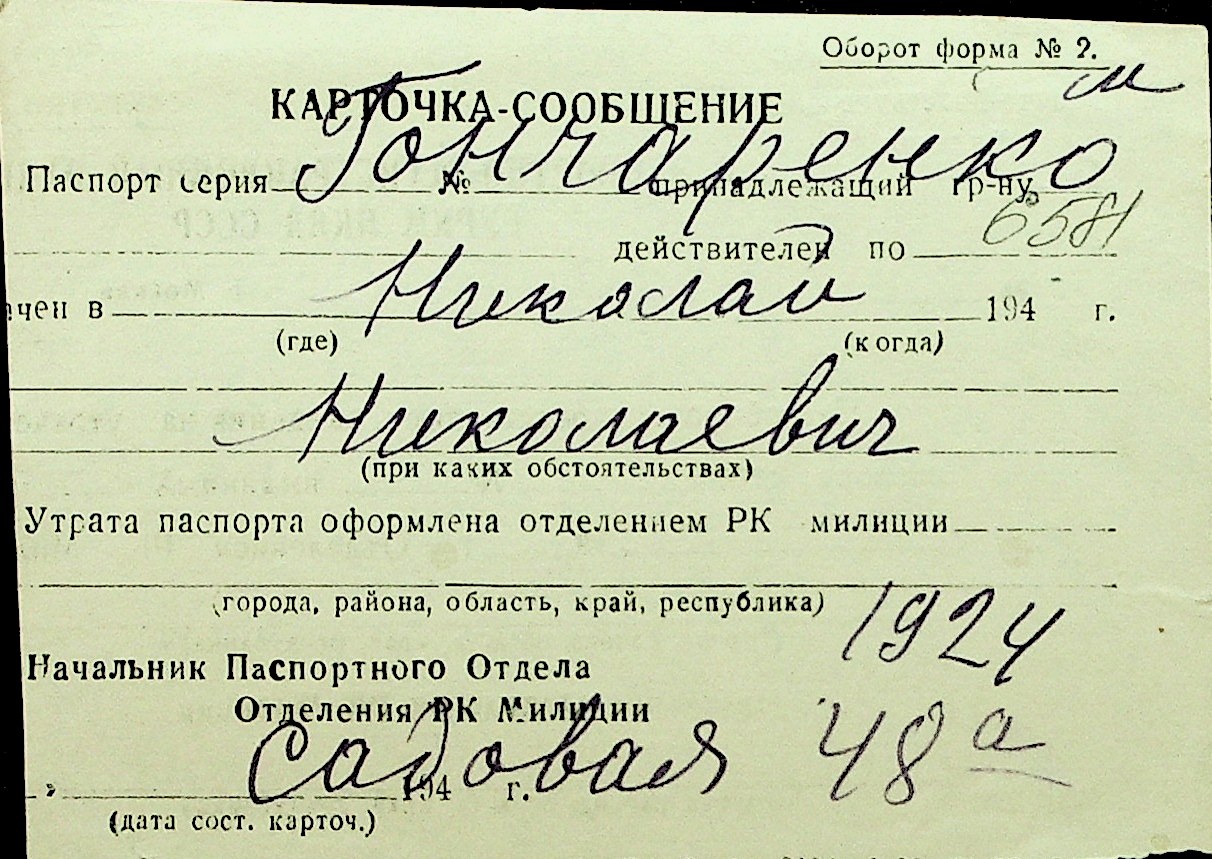 Оборот форма № 2.
м
КАРТОЧКА-СООБЩЕНИЕ
Гончаренко
Паспорт серия № принадлежащий гр-ну
6581
действителен по
Николай
ачен в 194 г.
(где) (когда)
Николаевич
(при каких обстоятельствах)
Утрата паспорта оформлена отделением РК милиции
(города, района, область, край, республика)
1924
Начальник Паспортного Отдела
Отделения РК Милиции
Садовая 48 а
194 г.
(дата сост. карточ.)